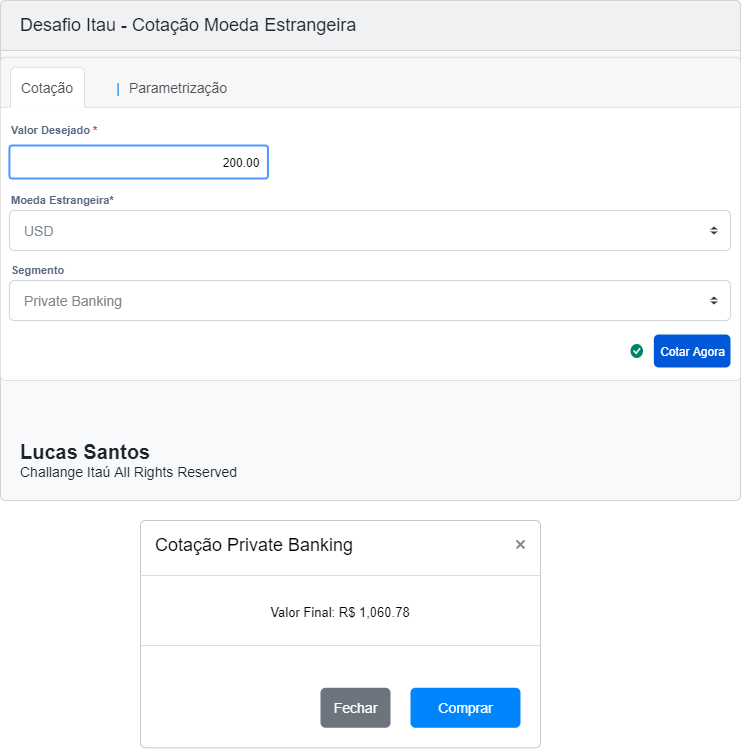 Desafio Itau - Cotação Moeda Estrangeira
Cotação | Parametrização
Valor Desejado *
200.00
Moeda Estrangeira*
USD
Segmento
Private Banking
Cotar Agora
Lucas Santos
Challange Itaú All Rights Reserved
Cotação Private Banking ×
Valor Final: R$ 1,060.78
Fechar Comprar